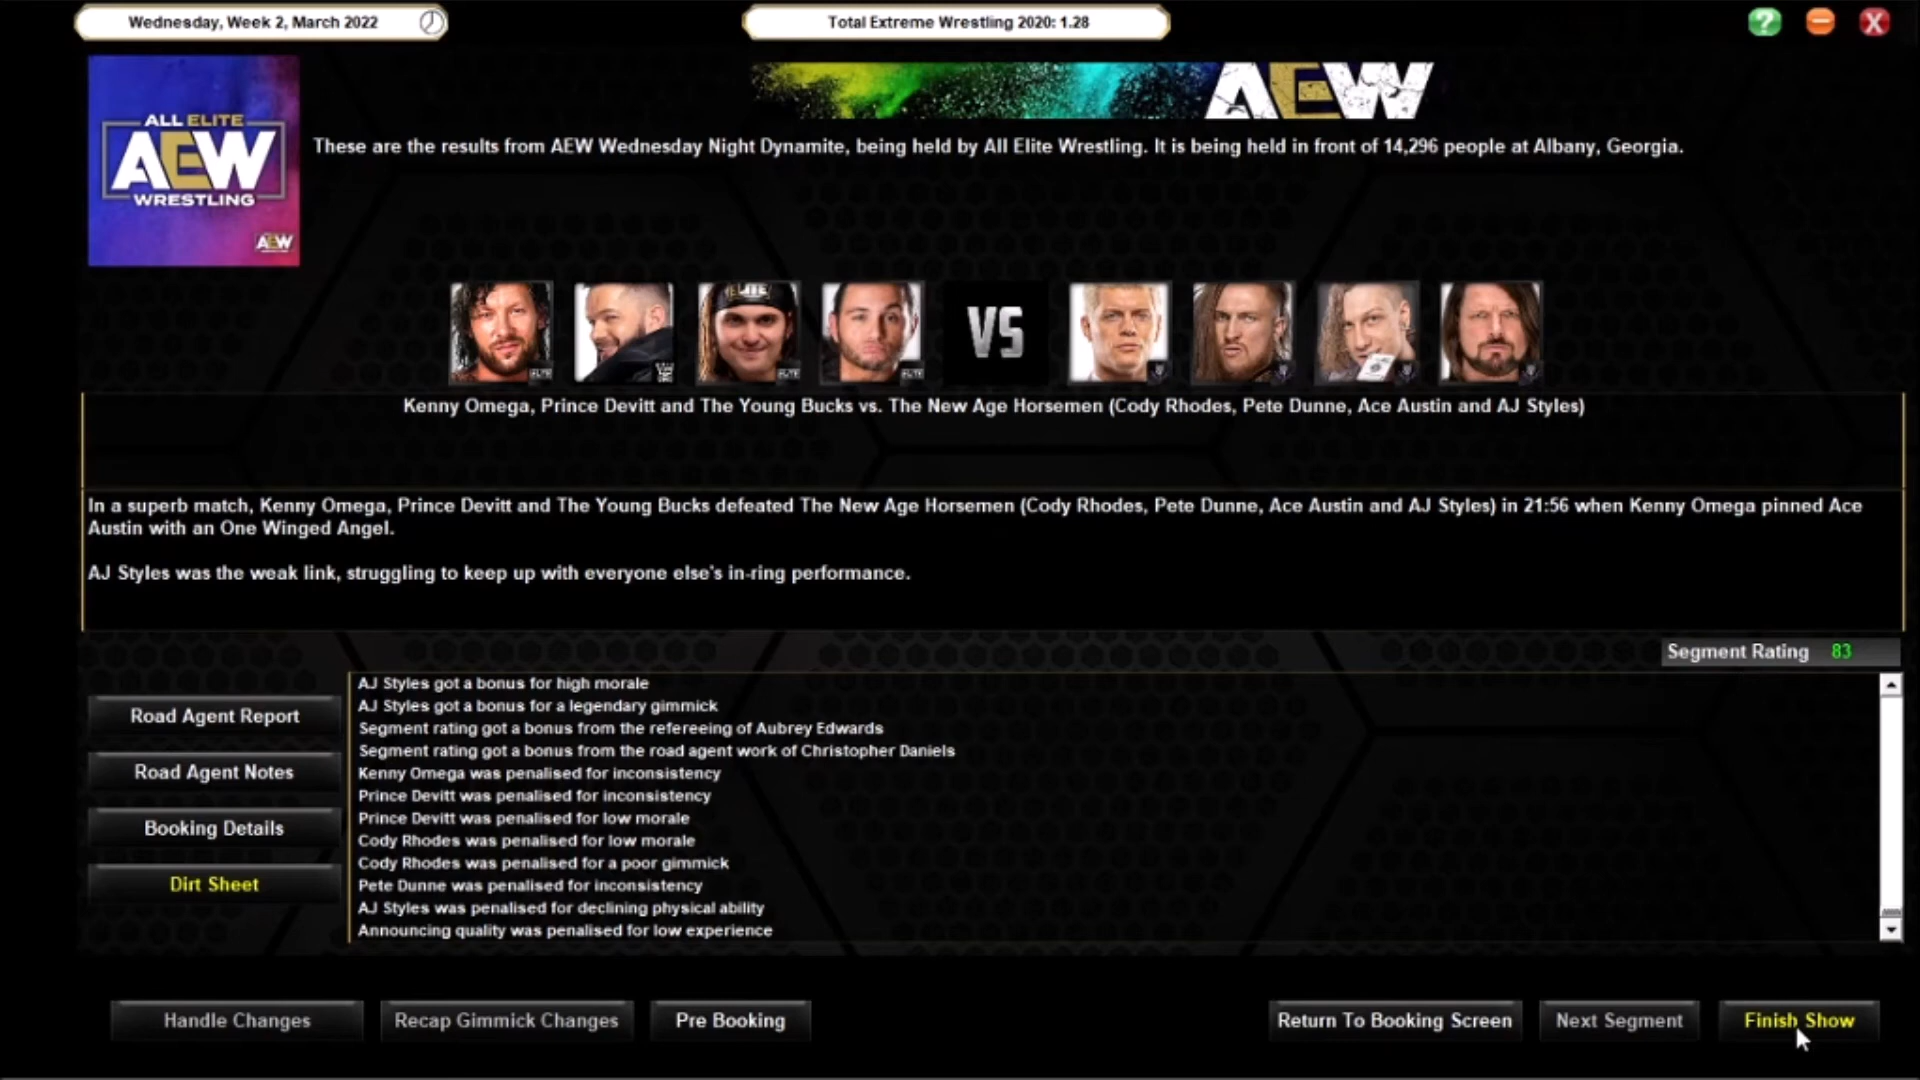 Wednesday, Week 2, March 2022
Total Extreme Wrestling 2020: 1.28
?
X
AEW
ALL ELITE
AEW
WRESTLING
AEW
These are the results from AEW Wednesday Night Dynamite, being held by All Elite Wrestling. It is being held in front of 14,296 people at Albany, Georgia.
ELITE
VS
ELITE
ELITE
Kenny Omega, Prince Devitt and The Young Bucks vs. The New Age Horsemen (Cody Rhodes, Pete Dunne, Ace Austin and AJ Styles)
In a superb match, Kenny Omega, Prince Devitt and The Young Bucks defeated The New Age Horsemen (Cody Rhodes, Pete Dunne, Ace Austin and AJ Styles) in 21:56 when Kenny Omega pinned Ace
Austin with an One Winged Angel.
AJ Styles was the weak link, struggling to keep up with everyone else's in-ring performance.
Segment Rating 83
Road Agent Report
Road Agent Notes
Booking Details
Dirt Sheet
AJ Styles got a bonus for high morale
AJ Styles got a bonus for a legendary gimmick
Segment rating got a bonus from the refereeing of Aubrey Edwards
Segment rating got a bonus from the road agent work of Christopher Daniels
Kenny Omega was penalised for inconsistency
Prince Devitt was penalised for inconsistency
Prince Devitt was penalised for low morale
Cody Rhodes was penalised for low morale
Cody Rhodes was penalised for a poor gimmick
Pete Dunne was penalised for inconsistency
AJ Styles was penalised for declining physical ability
Announcing quality was penalised for low experience
Handle Changes
Recap Gimmick Changes
Pre Booking
Return To Booking Screen
Next Segment
Finish Show